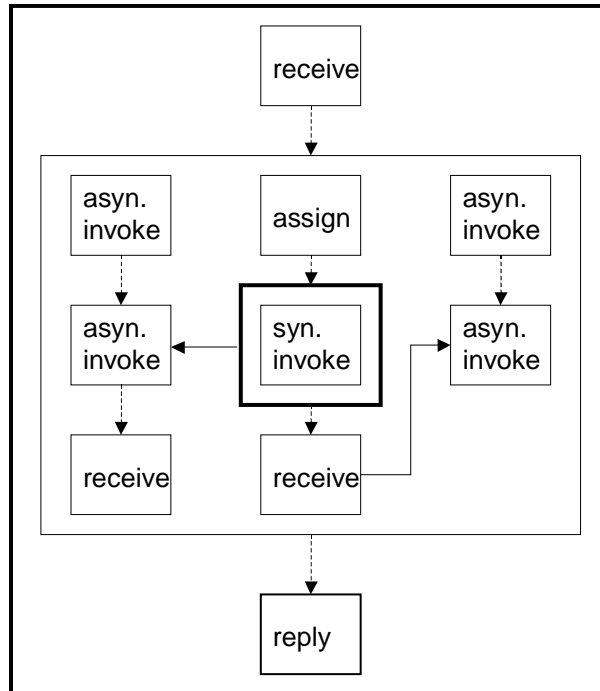 receive
asyn.
invoke
assign
asyn.
invoke
asyn.
invoke
syn.
invoke
asyn.
invoke
receive
receive
reply